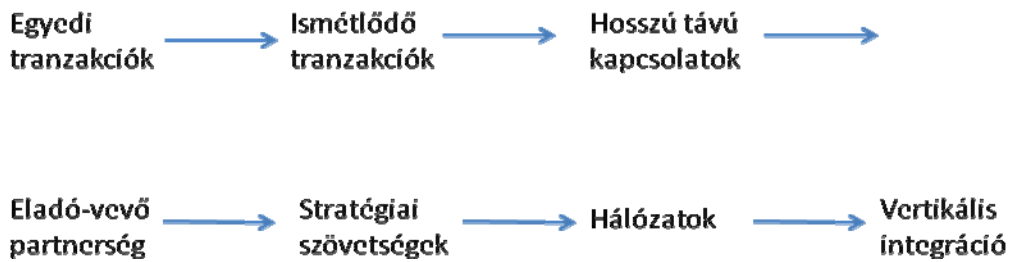 Egyedi tranzakciók
Ismétlődő tranzakciók
Hosszú távú kapcsolatok
Eladó-vevő partnerség
Stratégiai szövetségek
Hálózatok
Vertikális integráció